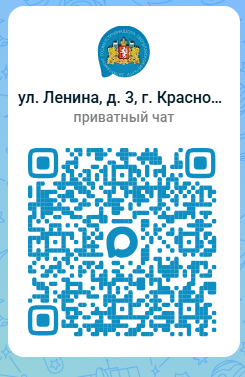 ул. Ленина, д. 3, г. Красно...
приватный чат